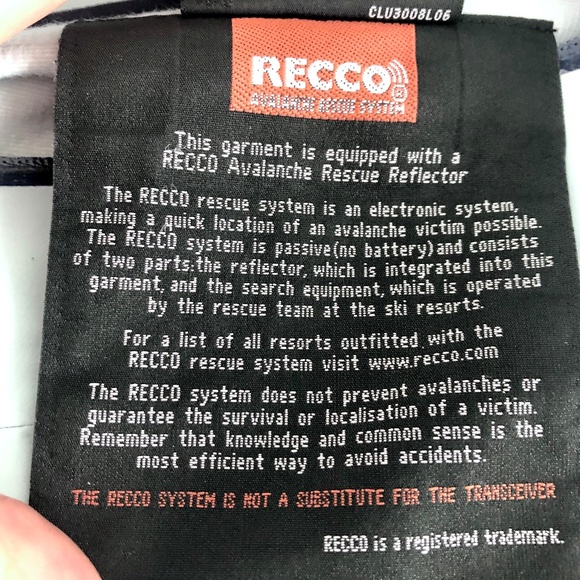 CLU3008L06
RECCO®
AVALANCHE RESCUE SYSTEM
This garment is equipped with a
RECCO Avalanche Rescue Reflector
The RECCO rescue system is an electronic system,
making a quick location of an avalanche victim possible.
The RECCO system is passive(no battery)and consists
of two parts:the reflector, which is integrated into this
garment, and the search equipment, which is operated
by the rescue team at the ski resorts.
For a list of all resorts outfitted with the
RECCO rescue system visit www.recco.com
The RECCO system does not prevent avalanches or
guarantee the survival or localisation of a victim.
Remember that knowledge and common sense is the
most efficient way to avoid accidents.
THE RECCO SYSTEM IS NOT A SUBSTITUTE FOR THE TRANSCEIVER
RECCO is a registered trademark.